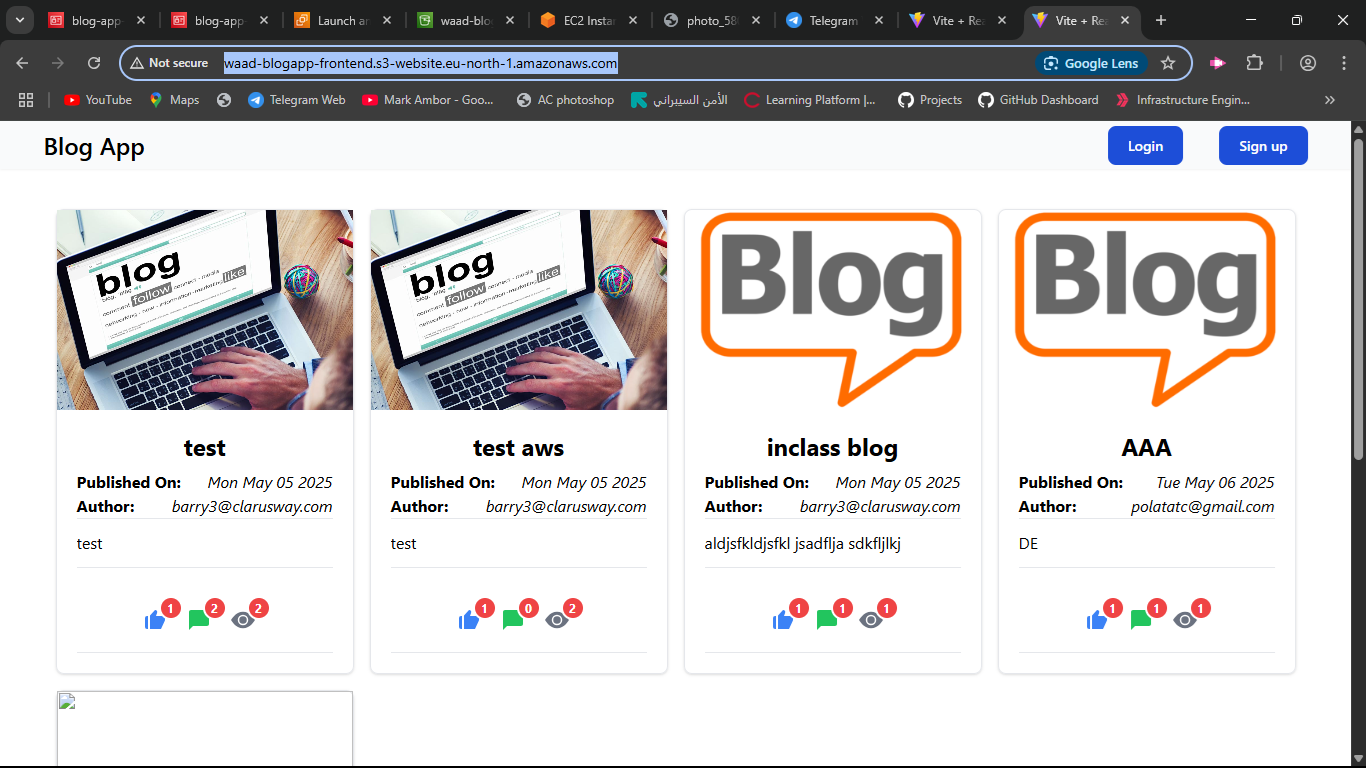 blog-app-
blog-app-
Launch an
waad-blo
EC2 Instan
photo_58
Telegram
Vite + Rea
Vite + Rea
Not secure
waad-blogapp-frontend.s3-website.eu-north-1.amazonaws.com
Google Lens
YouTube
Maps
Telegram Web
Mark Ambor - Goo...
AC photoshop
الأمن السيبراني
Learning Platform |...
Projects
GitHub Dashboard
Infrastructure Engin...
Blog App
Login
Sign up
blog
follow
like
test
Published On: Mon May 05 2025
Author: barry3@clarusway.com
test
1 2 2
blog
follow
like
test aws
Published On: Mon May 05 2025
Author: barry3@clarusway.com
test
1 0 2
Blog
inclass blog
Published On: Mon May 05 2025
Author: barry3@clarusway.com
aldjsfkldjsfkl jsadflja sdkfljlkj
1 1 1
Blog
AAA
Published On: Tue May 06 2025
Author: polatatc@gmail.com
DE
1 1 1